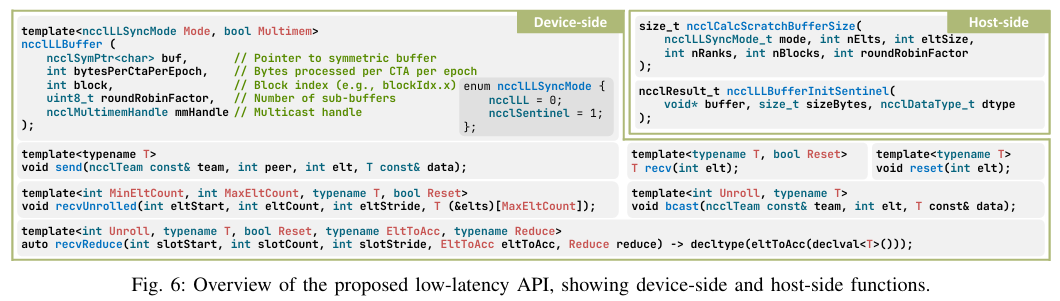 Device-side
template<ncclLLSyncMode Mode, bool Multimem>
ncclLLBuffer (
ncclSymPtr<char> buf, // Pointer to symmetric buffer
int bytesPerCtaPerEpoch, // Bytes processed per CTA per epoch
int block, // Block index (e.g., blockIdx.x)
uint8_t roundRobinFactor, // Number of sub-buffers
ncclMultimemHandle mmHandle // Multicast handle
);
enum ncclLLSyncMode {
ncclLL = 0;
ncclSentinel = 1;
};
Host-side
size_t ncclCalcScratchBufferSize(
ncclLLSyncMode_t mode, int nElts, int eltSize,
int nRanks, int nBlocks, int roundRobinFactor
);
ncclResult_t ncclLLBufferInitSentinel(
void* buffer, size_t sizeBytes, ncclDataType_t dtype
);
template<typename T>
void send(ncclTeam const& team, int peer, int elt, T const& data);
template<typename T, bool Reset>
T recv(int elt);
template<typename T>
void reset(int elt);
template<int MinEltCount, int MaxEltCount, typename T, bool Reset>
void recvUnrolled(int eltStart, int eltCount, int eltStride, T (&elts)[MaxEltCount]);
template<int Unroll, typename T>
void bcast(ncclTeam const& team, int elt, T const& data);
template<int Unroll, typename T, bool Reset, typename EltToAcc, typename Reduce>
auto recvReduce(int slotStart, int slotCount, int slotStride, EltToAcc eltToAcc, Reduce reduce) -> decltype(eltToAcc(declval<T>()));
Fig. 6: Overview of the proposed low-latency API, showing device-side and host-side functions.